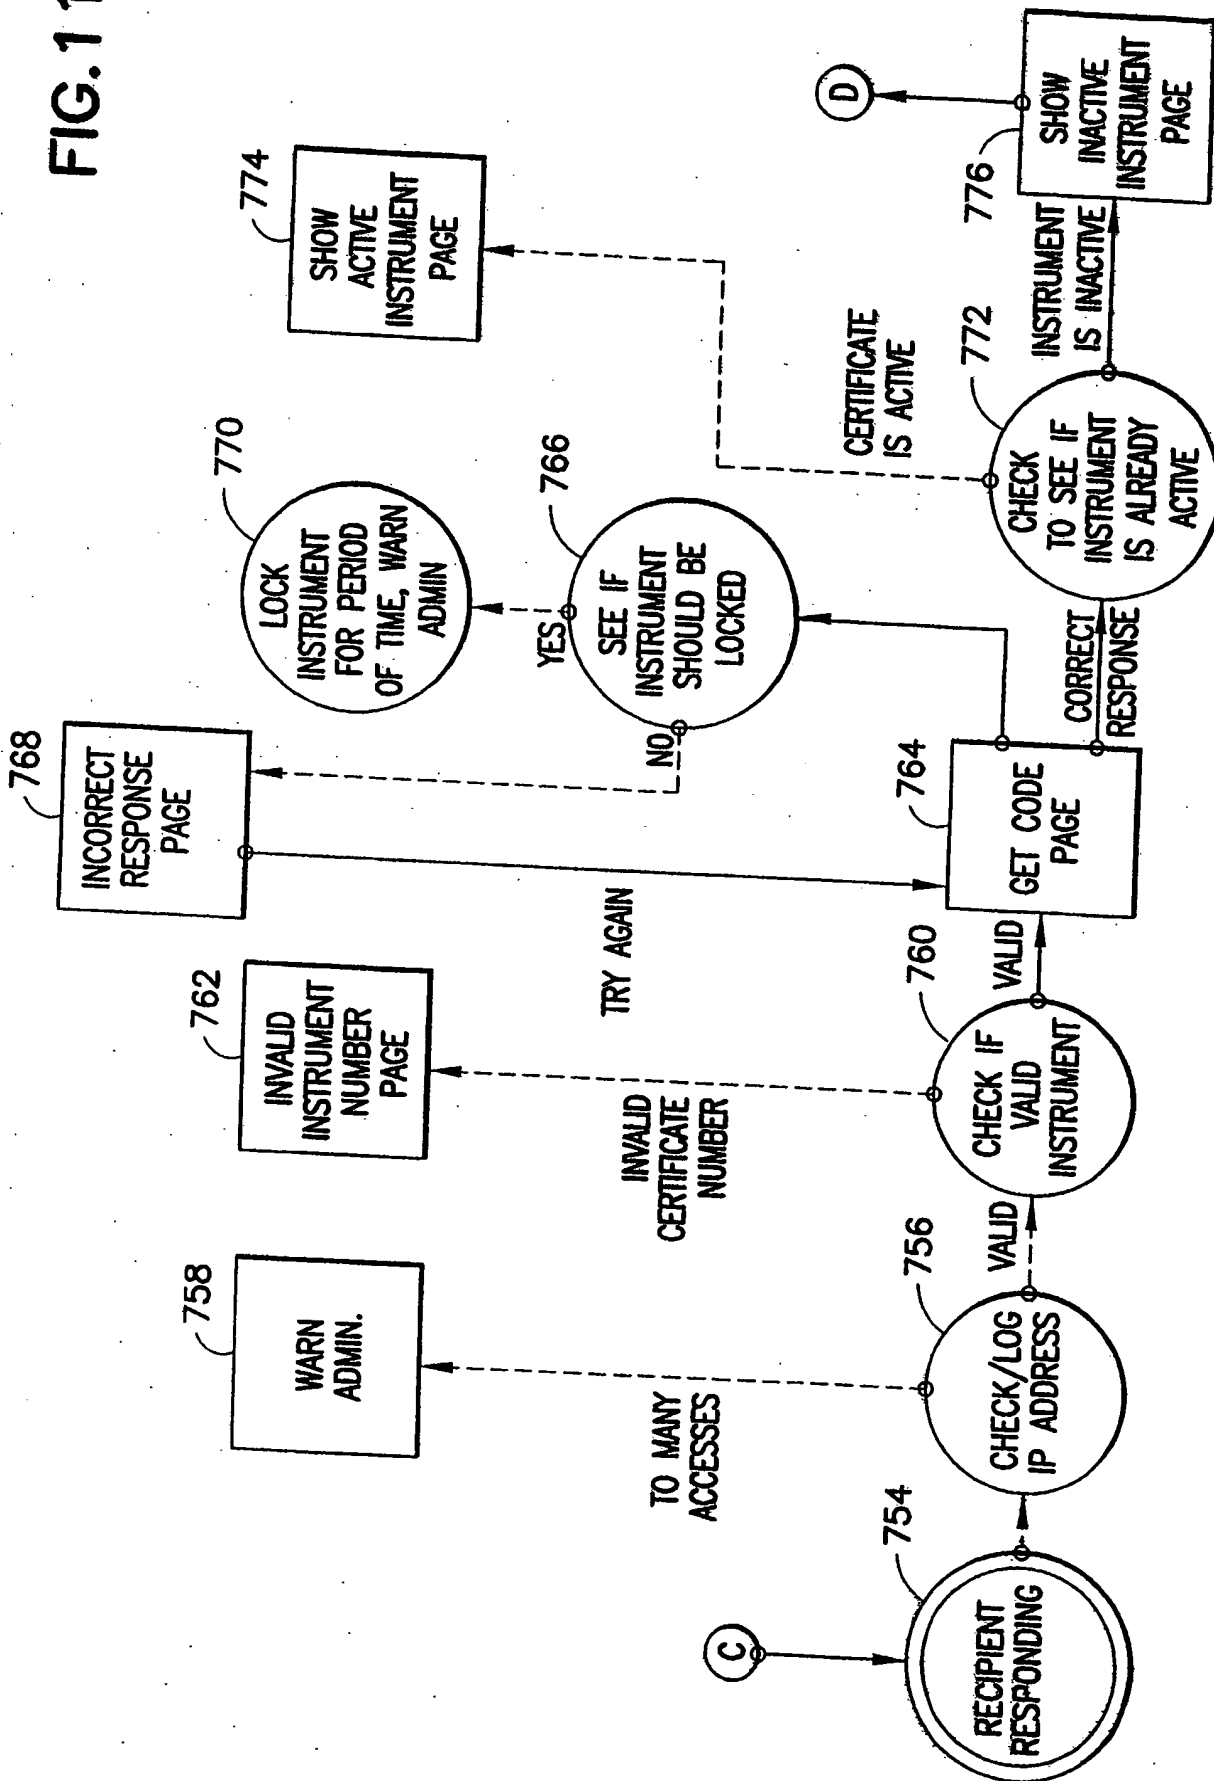 FIG. 11
768
INCORRECT
RESPONSE
PAGE
770
LOCK
INSTRUMENT
FOR PERIOD
OF TIME, WARN
ADMIN
774
SHOW
ACTIVE
INSTRUMENT
PAGE
758
WARN
ADMIN.
762
INVALID
INSTRUMENT
NUMBER
PAGE
NO
YES
766
SEE IF
INSTRUMENT
SHOULD BE
LOCKED
TO MANY
ACCESSES
INVALID
CERTIFICATE
NUMBER
TRY AGAIN
CERTIFICATE
IS ACTIVE
D
C
754
RECIPIENT
RESPONDING
756
CHECK/LOG
IP ADDRESS
VALID
760
CHECK IF
VALID
INSTRUMENT
VALID
764
GET CODE
PAGE
CORRECT
RESPONSE
772
CHECK
TO SEE IF
INSTRUMENT
IS ALREADY
ACTIVE
INSTRUMENT
IS INACTIVE
776
SHOW
INACTIVE
INSTRUMENT
PAGE